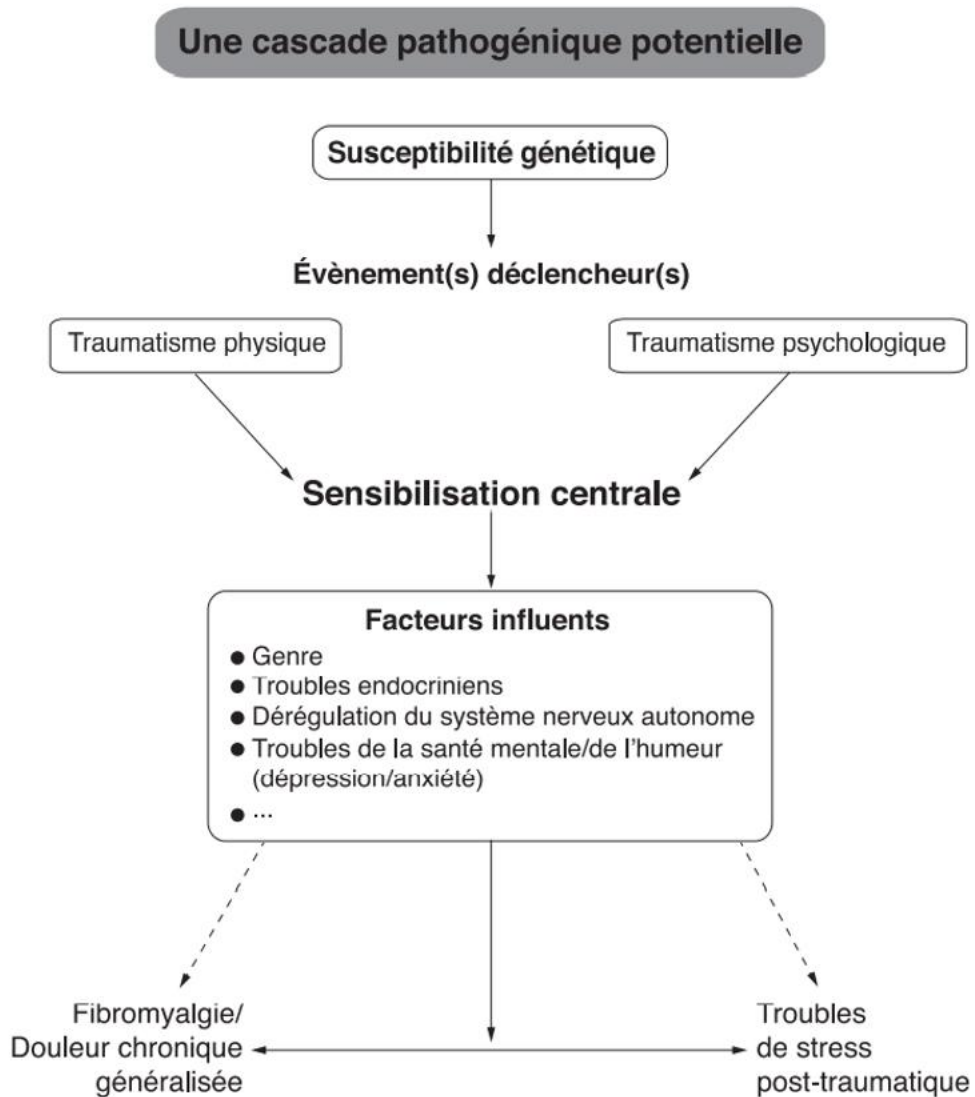 Une cascade pathogénique potentielle
Susceptibilité génétique
Évènement(s) déclencheur(s)
Traumatisme physique
Traumatisme psychologique
Sensibilisation centrale
Facteurs influents
● Genre
● Troubles endocriniens
● Dérégulation du système nerveux autonome
● Troubles de la santé mentale/de l'humeur
(dépression/anxiété)
● ...
Fibromyalgie/
Douleur chronique
généralisée
Troubles
de stress
post-traumatique